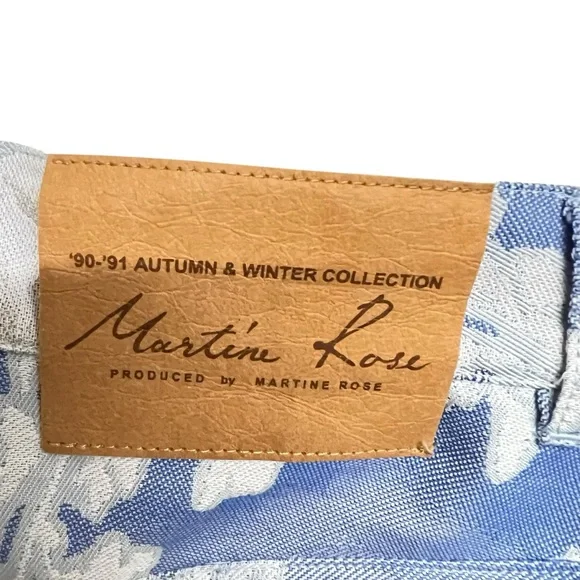 '90-'91 AUTUMN & WINTER COLLECTION
Martine Rose
PRODUCED by MARTINE ROSE